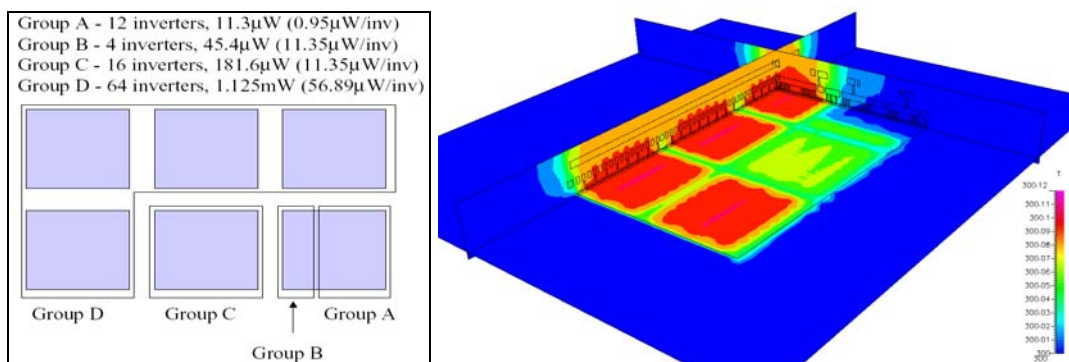 Group A - 12 inverters, 11.3µW (0.95µW/inv)
Group B - 4 inverters, 45.4µW (11.35µW/inv)
Group C - 16 inverters, 181.6µW (11.35µW/inv)
Group D - 64 inverters, 1.125mW (56.89µW/inv)
Group D
Group C
Group A
Group B
T
300.12
300.11
300.1
300.09
300.08
300.07
300.06
300.05
300.04
300.03
300.02
300.01
300
300